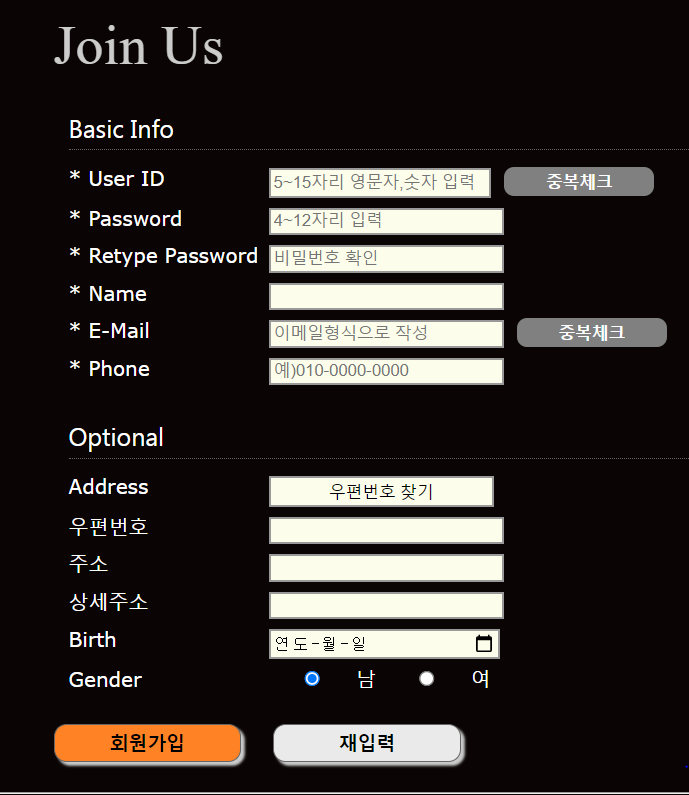 Join Us
Basic Info
* User ID 5~15자리 영문자,숫자 입력 중복체크
* Password 4~12자리 입력
* Retype Password 비밀번호 확인
* Name
* E-Mail 이메일형식으로 작성 중복체크
* Phone 예)010-0000-0000
Optional
Address 우편번호 찾기
우편번호
주소
상세주소
Birth 연도-월-일
Gender 남 여
회원가입 재입력